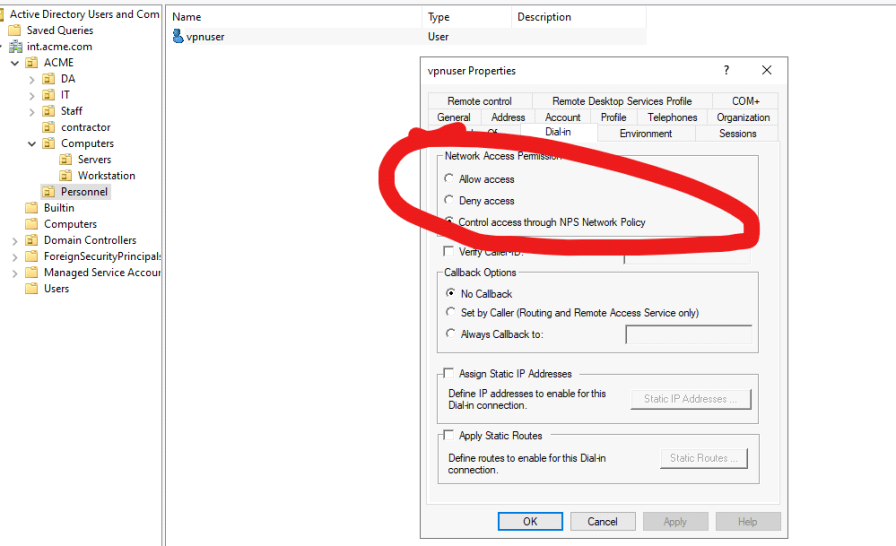 Active Directory Users and Com
Saved Queries
int.acme.com
ACME
DA
IT
Staff
contractor
Computers
Servers
Workstation
Personnel
Builtin
Computers
Domain Controllers
ForeignSecurityPrincipals
Managed Service Accour
Users
Name Type Description
vpnuser User
vpnuser Properties ?
Remote control Remote Desktop Services Profile COM+
General Address Account Profile Telephones Organization
Of Dial-in Environment Sessions
Network Access Permission
Allow access
Deny access
Control access through NPS Network Policy
Verify Caller-ID:
Callback Options
No Callback
Set by Caller (Routing and Remote Access Service only)
Always Callback to:
Assign Static IP Addresses
Define IP addresses to enable for this
Dial-in connection.
Static IP Addresses ...
Apply Static Routes
Define routes to enable for this Dial-in
connection.
Static Routes ...
OK Cancel Apply Help